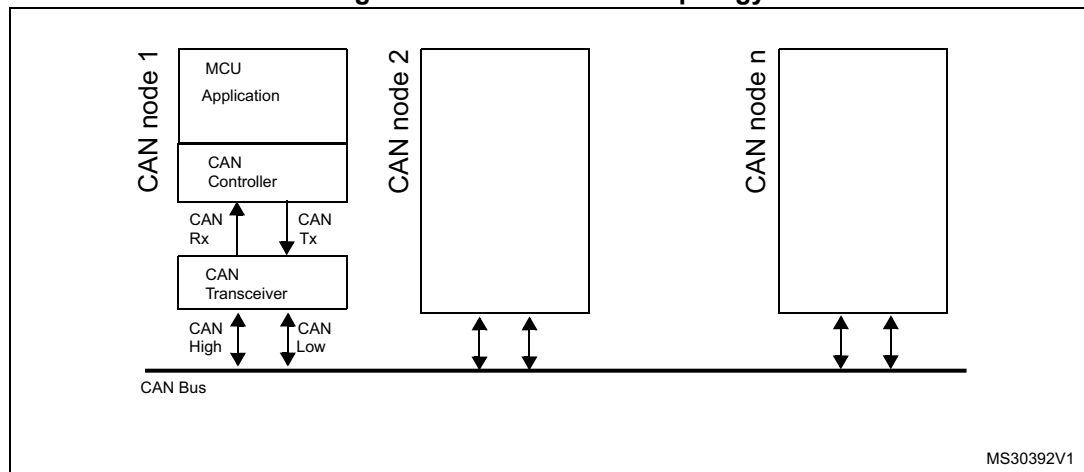 CAN node 1
MCU
Application
CAN
Controller
CAN
Rx
CAN
Tx
CAN
Transceiver
CAN
High
CAN
Low
CAN node 2
CAN node n
CAN Bus
MS30392V1